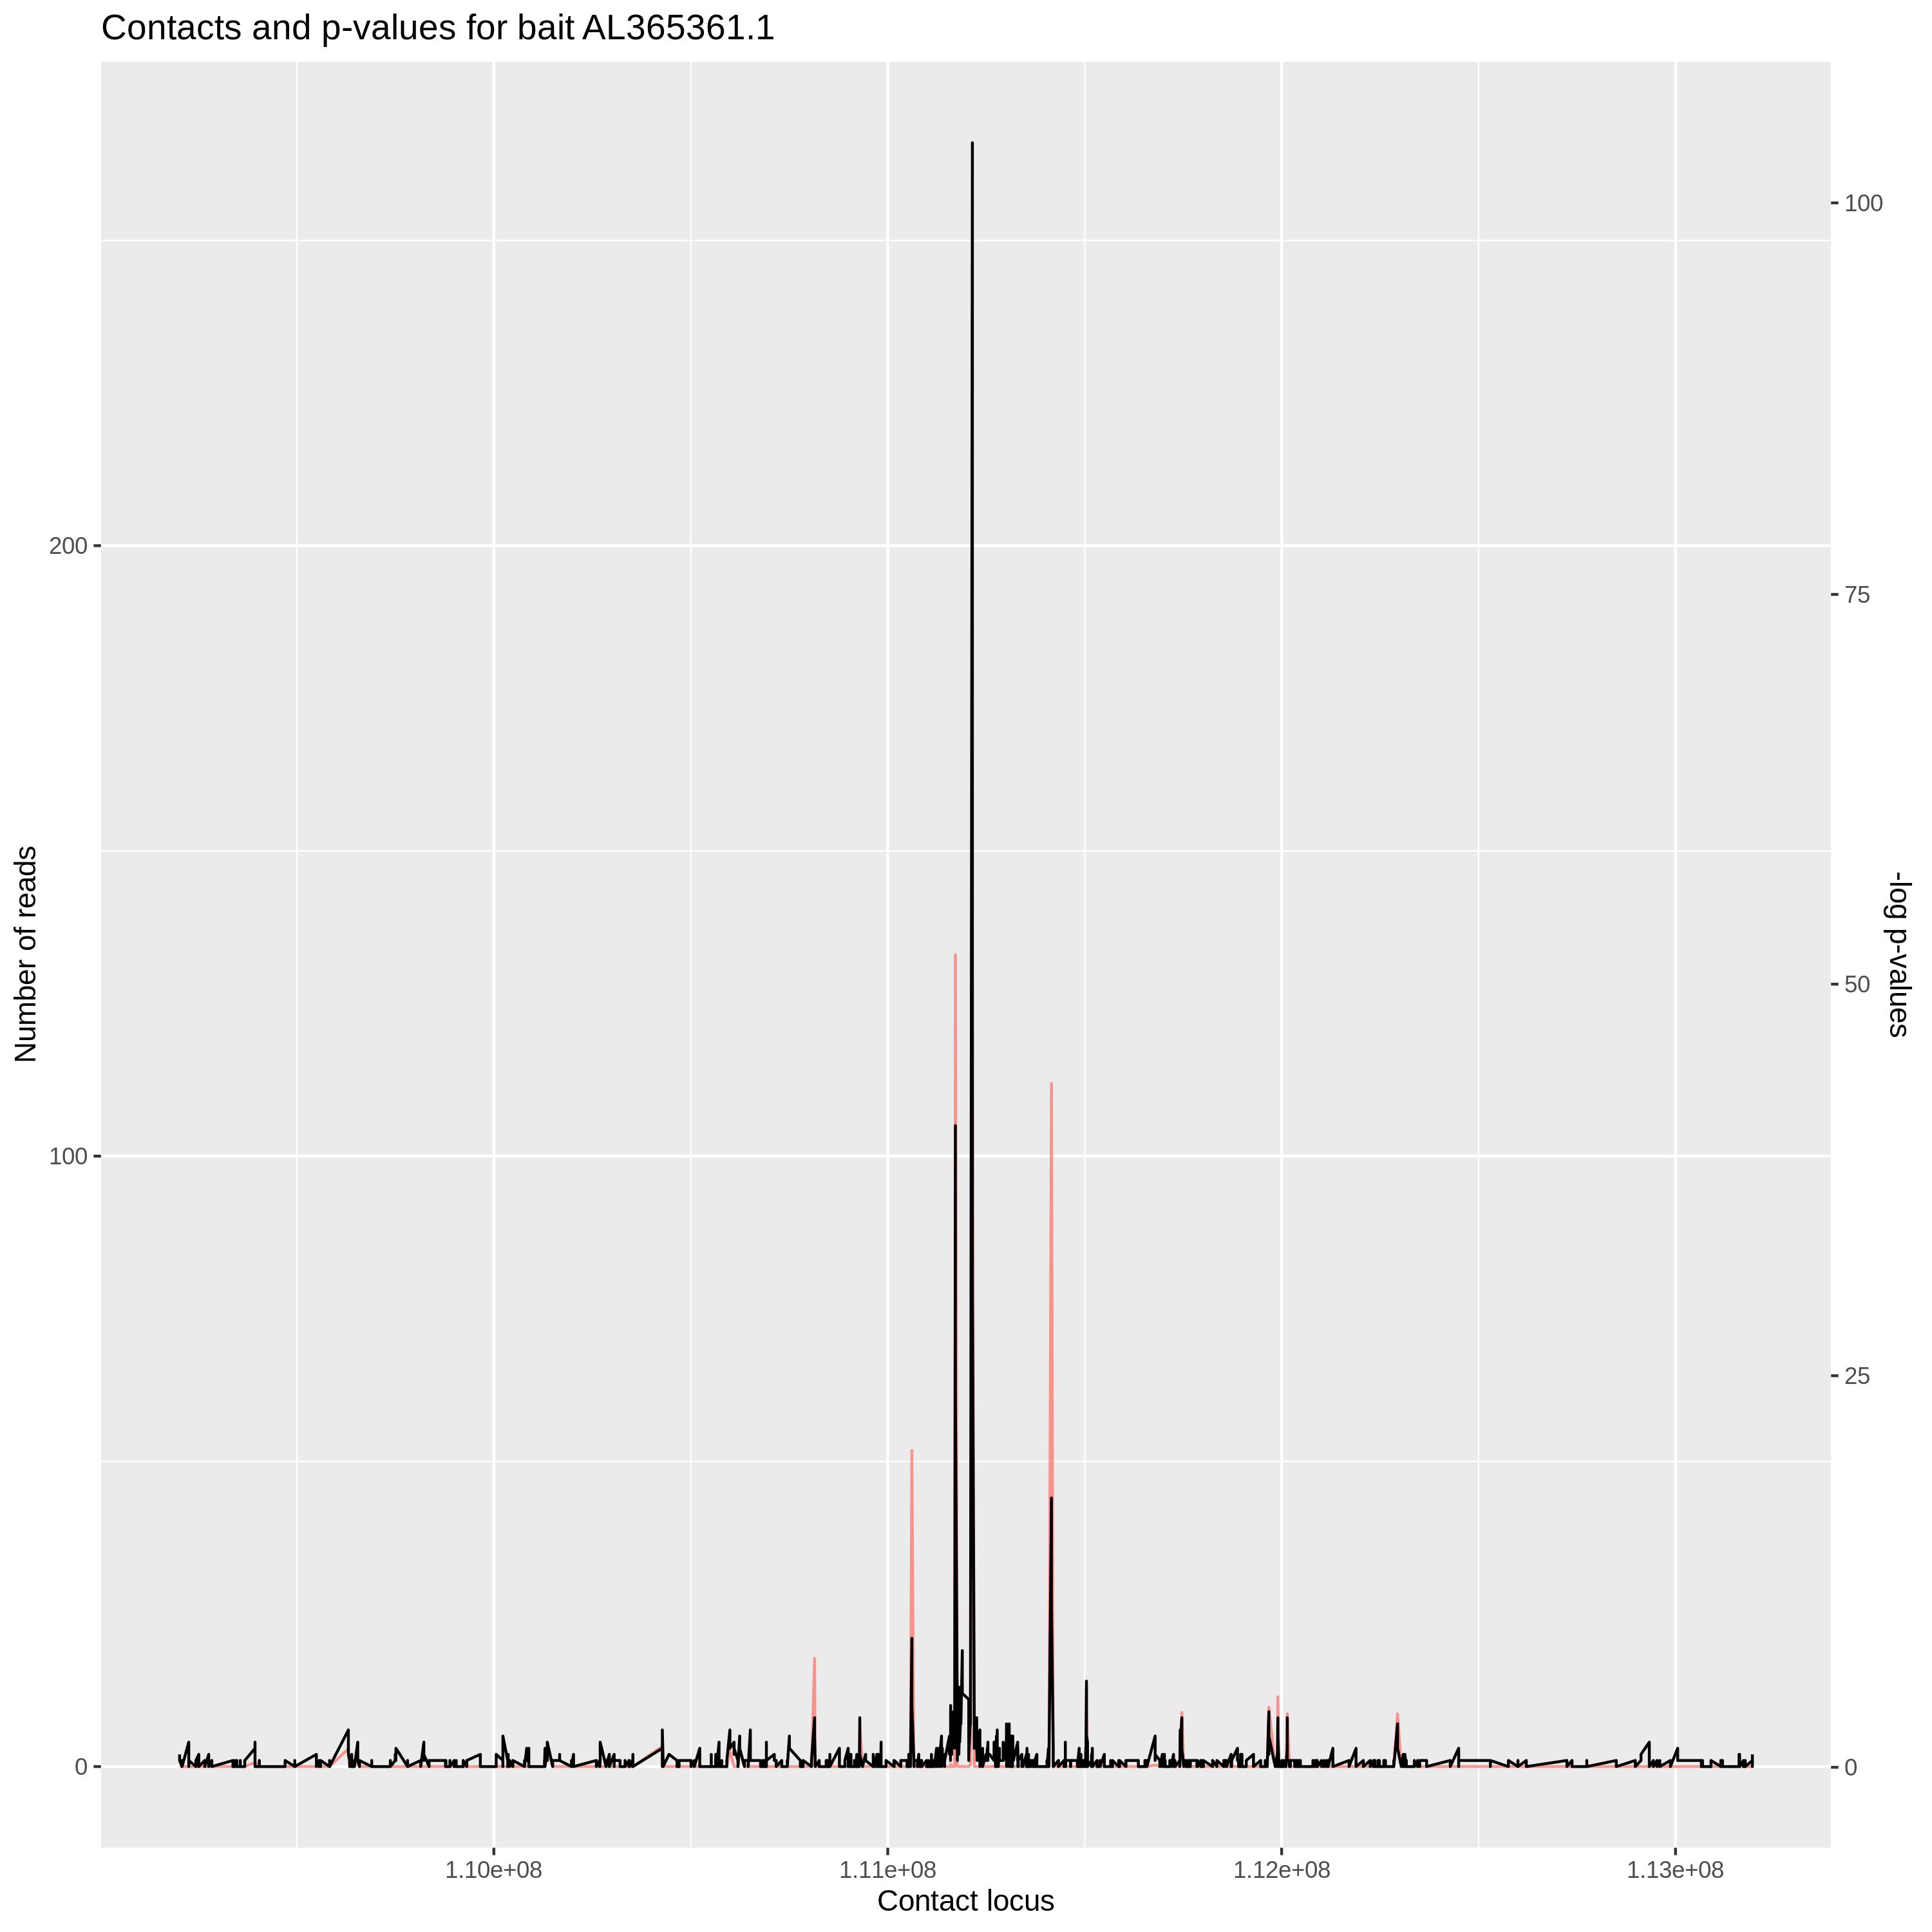 Contacts and p-values for bait AL365361.1
200
100
0
Number of reads
100
75
50
25
0
-log p-values
1.10e+08 1.11e+08 1.12e+08 1.13e+08
Contact locus